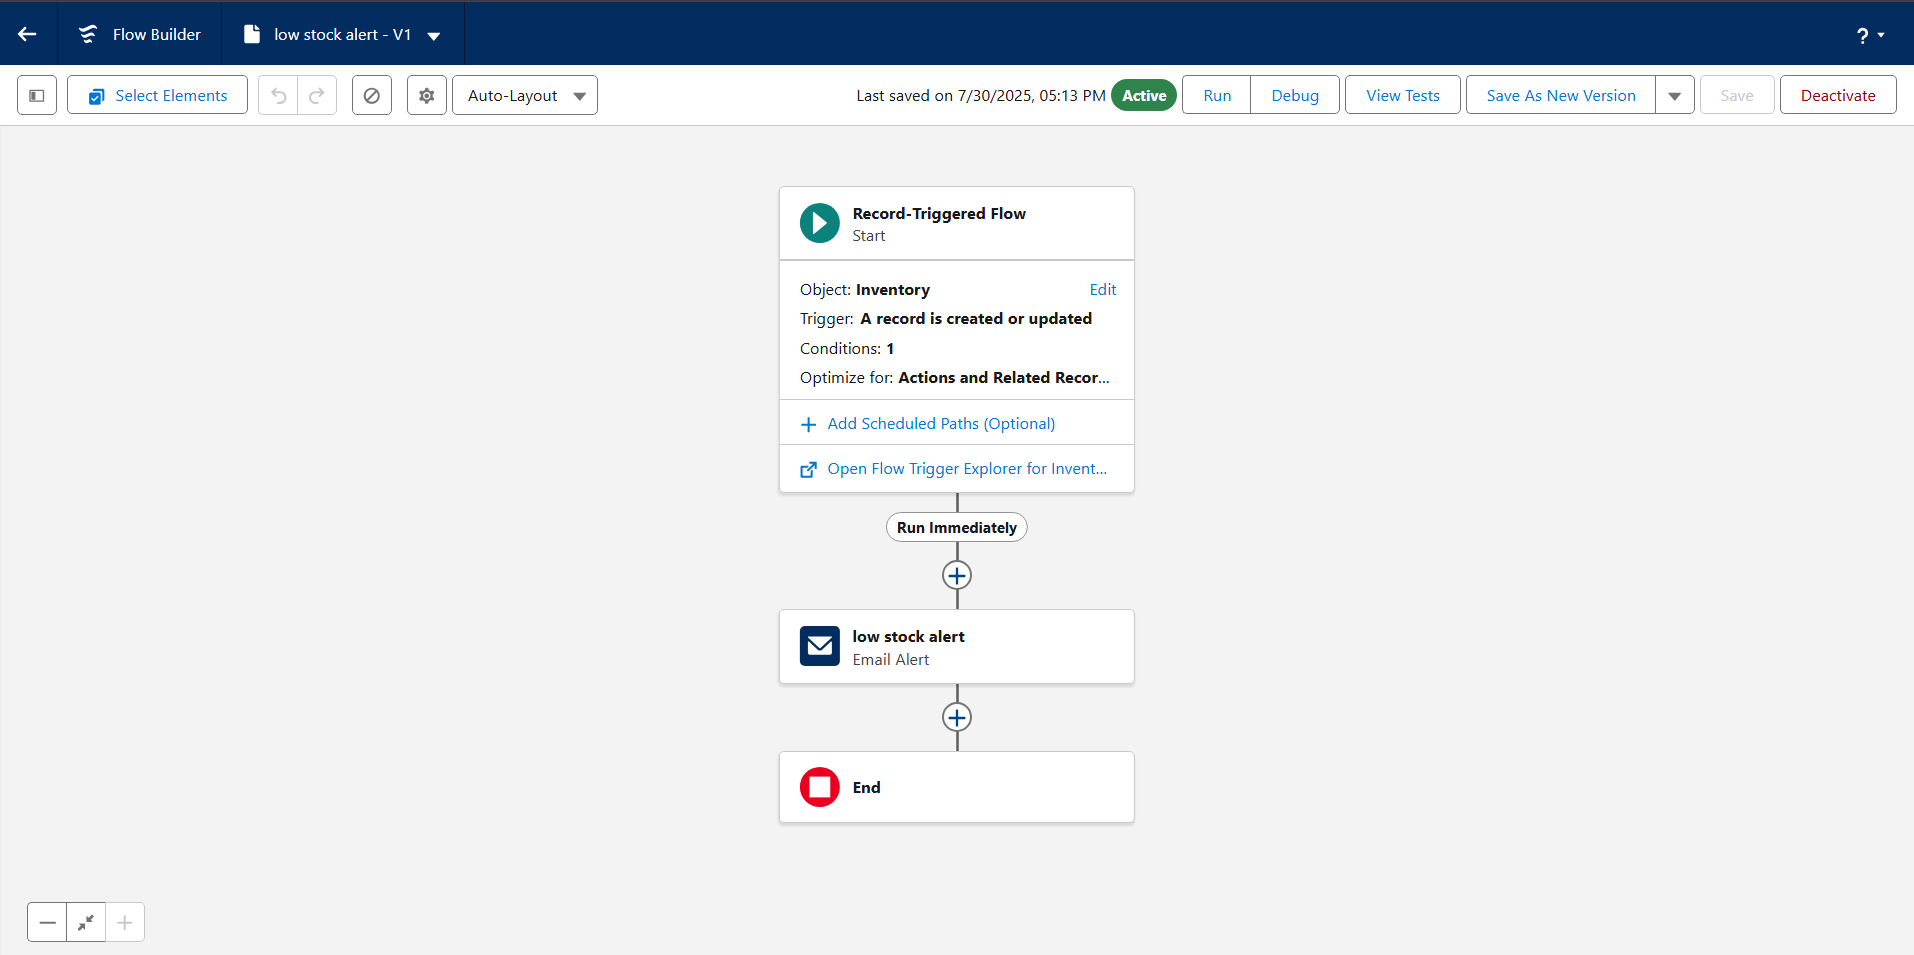 Flow Builder
low stock alert - V1
?
Select Elements
Auto-Layout
Last saved on 7/30/2025, 05:13 PM
Active
Run
Debug
View Tests
Save As New Version
Save
Deactivate
Record-Triggered Flow
Start
Object: Inventory
Edit
Trigger: A record is created or updated
Conditions: 1
Optimize for: Actions and Related Recor...
Add Scheduled Paths (Optional)
Open Flow Trigger Explorer for Invent...
Run Immediately
low stock alert
Email Alert
End